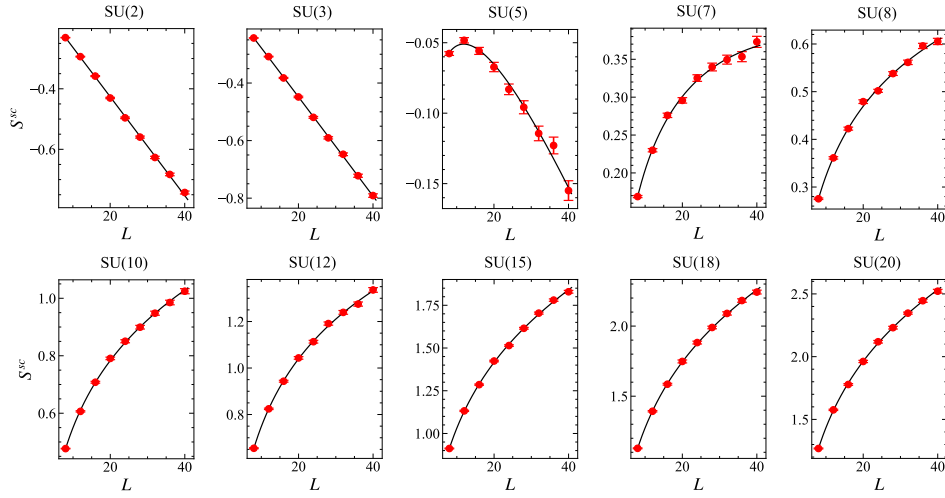 SU(2) SU(3) SU(5) SU(7) SU(8)
−0.4 −0.6 20 40 L
S^sc
−0.4 −0.6 −0.8 20 40 L
−0.05 −0.10 −0.15 20 40 L
0.35 0.30 0.25 0.20 20 40 L
0.6 0.5 0.4 0.3 20 40 L
SU(10) SU(12) SU(15) SU(18) SU(20)
1.0 0.8 0.6 20 40 L
S^sc
1.2 1.0 0.8 20 40 L
1.75 1.50 1.25 1.00 20 40 L
2.0 1.5 20 40 L
2.5 2.0 1.5 20 40 L